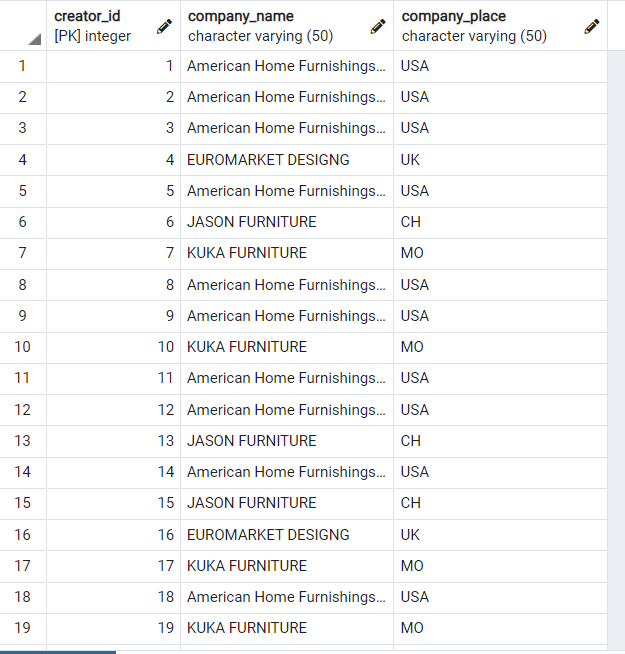 creator_id company_name company_place
[PK] integer character varying (50) character varying (50)
1 1 American Home Furnishings... USA
2 2 American Home Furnishings... USA
3 3 American Home Furnishings... USA
4 4 EUROMARKET DESIGNG UK
5 5 American Home Furnishings... USA
6 6 JASON FURNITURE CH
7 7 KUKA FURNITURE MO
8 8 American Home Furnishings... USA
9 9 American Home Furnishings... USA
10 10 KUKA FURNITURE MO
11 11 American Home Furnishings... USA
12 12 American Home Furnishings... USA
13 13 JASON FURNITURE CH
14 14 American Home Furnishings... USA
15 15 JASON FURNITURE CH
16 16 EUROMARKET DESIGNG UK
17 17 KUKA FURNITURE MO
18 18 American Home Furnishings... USA
19 19 KUKA FURNITURE MO